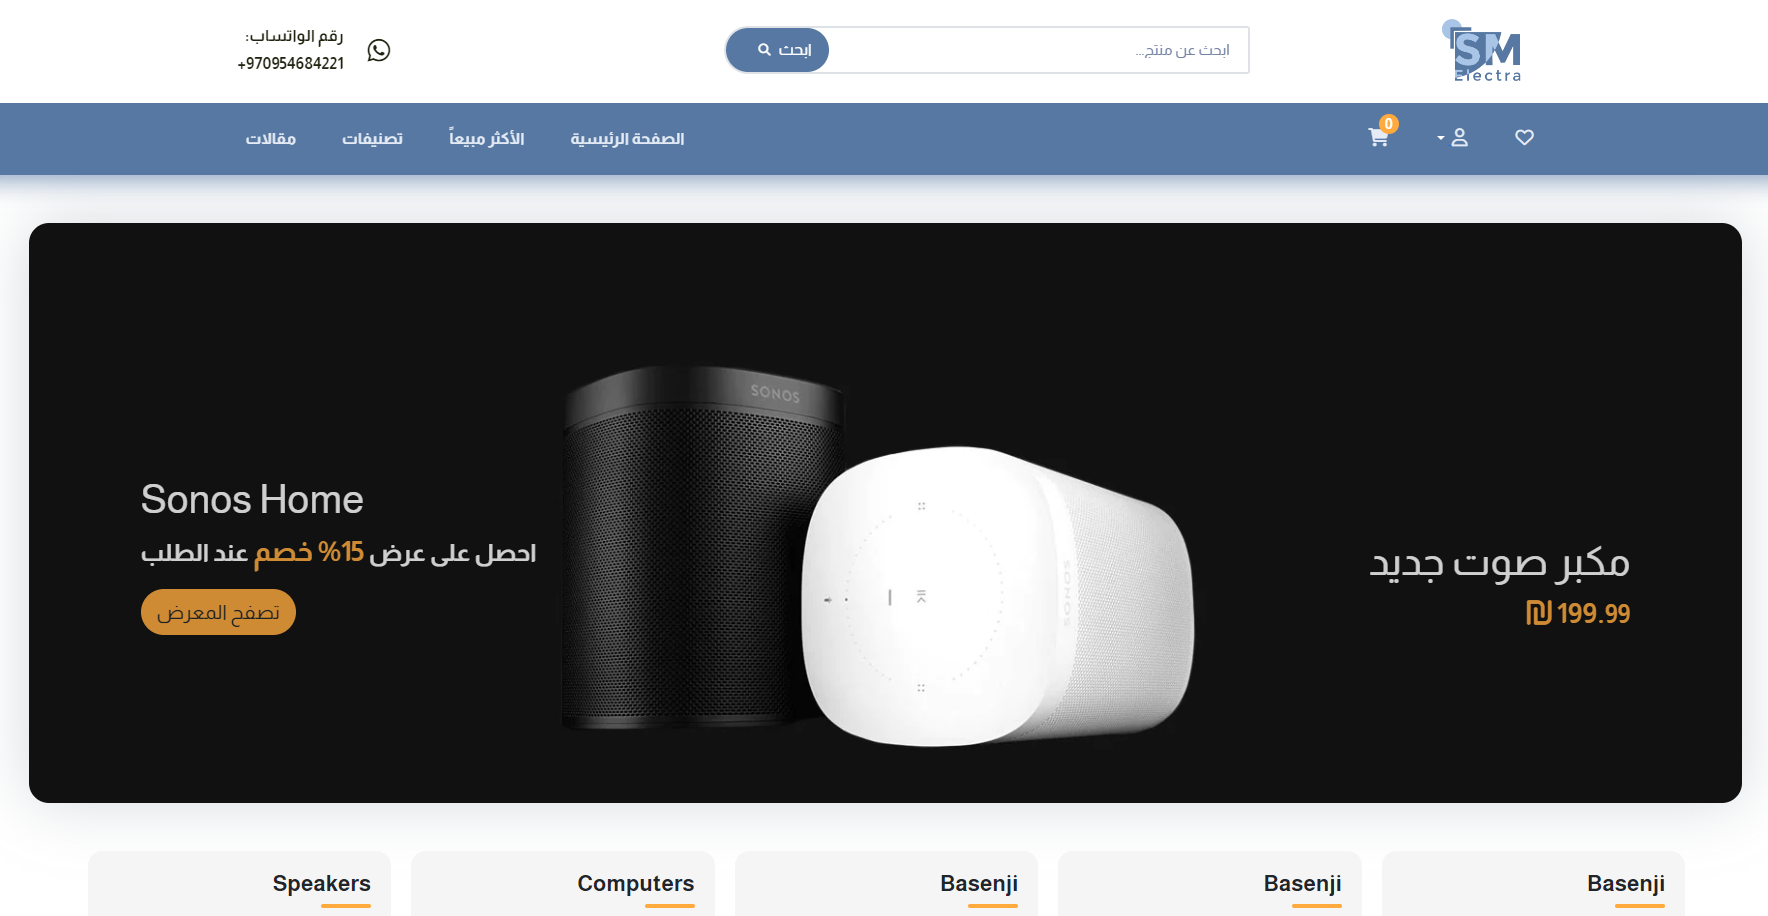 SM
Electra
ابحث عن منتج...
ابحث
رقم الواتساب:
+970954684221
0
الصفحة الرئيسية
الأكثر مبيعاً
تصنيفات
مقالات
SONOS
SONOS
مكبر صوت جديد
199.99 ₪
Sonos Home
احصل على عرض 15% خصم عند الطلب
تصفح المعرض
Basenji
Basenji
Basenji
Computers
Speakers